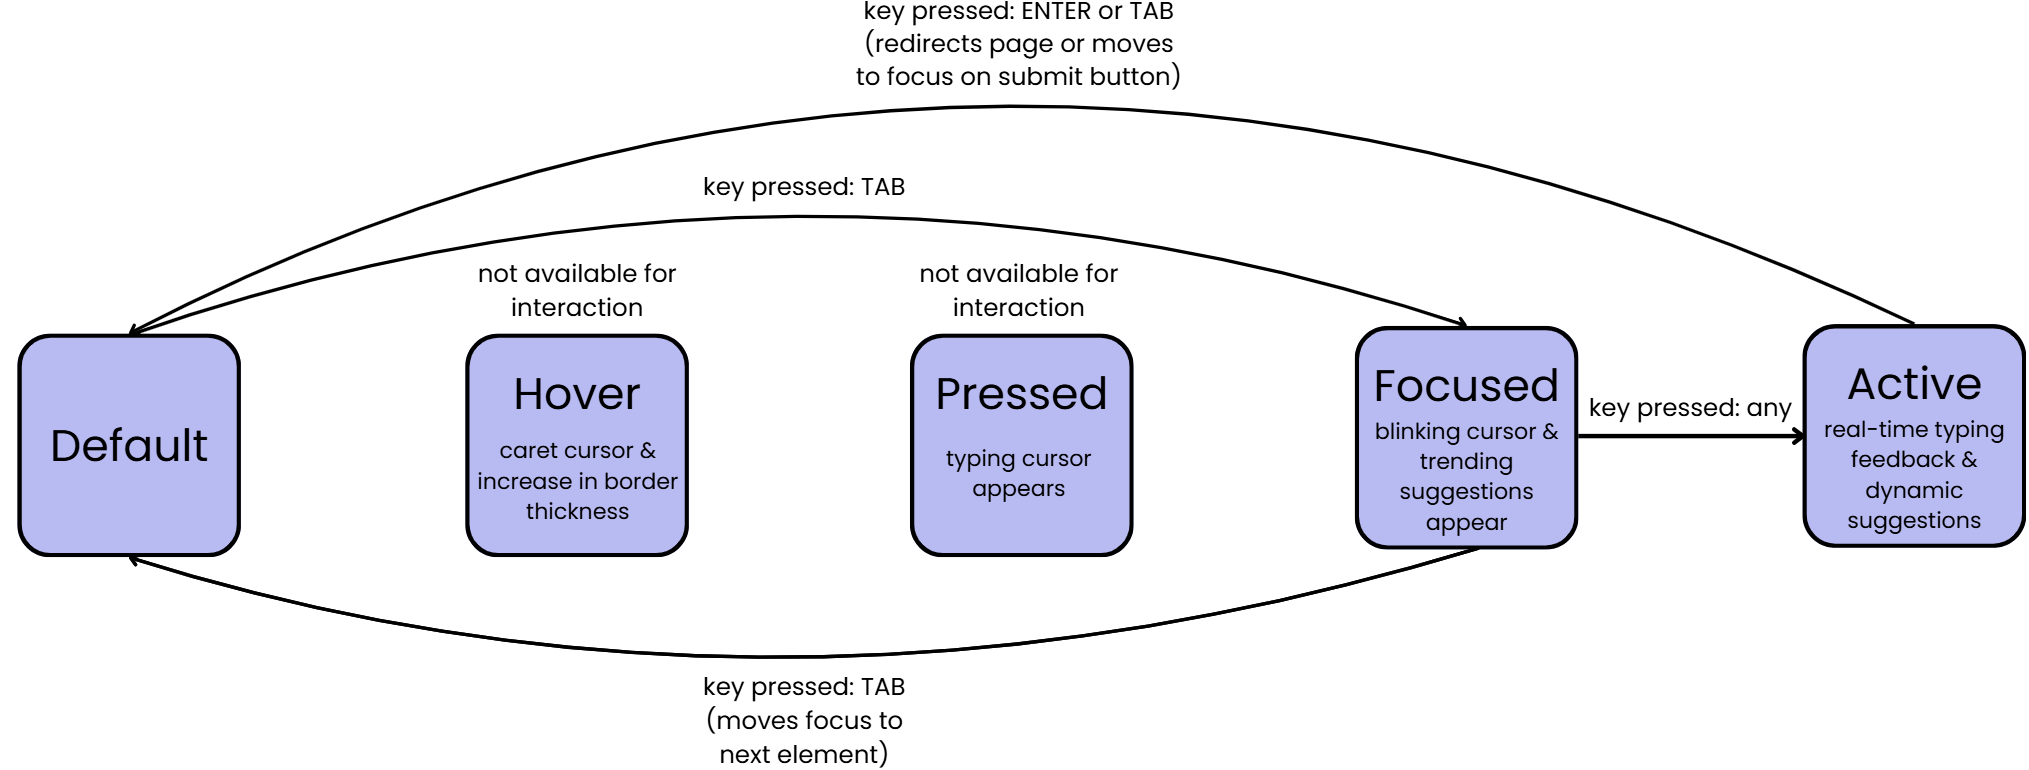 key pressed: ENTER or TAB
(redirects page or moves
to focus on submit button)
key pressed: TAB
not available for
interaction
not available for
interaction
Default
Hover
caret cursor &
increase in border
thickness
Pressed
typing cursor
appears
Focused
blinking cursor &
trending
suggestions
appear
key pressed: any
Active
real-time typing
feedback &
dynamic
suggestions
key pressed: TAB
(moves focus to
next element)